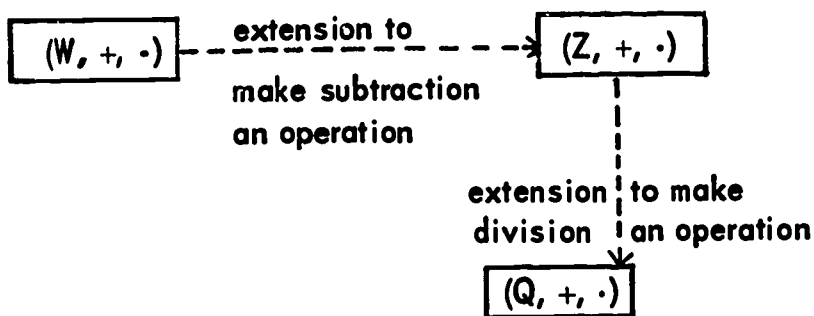 (W, +, ·)
extension to
make subtraction
an operation
(Z, +, ·)
extension to make
division an operation
(Q, +, ·)